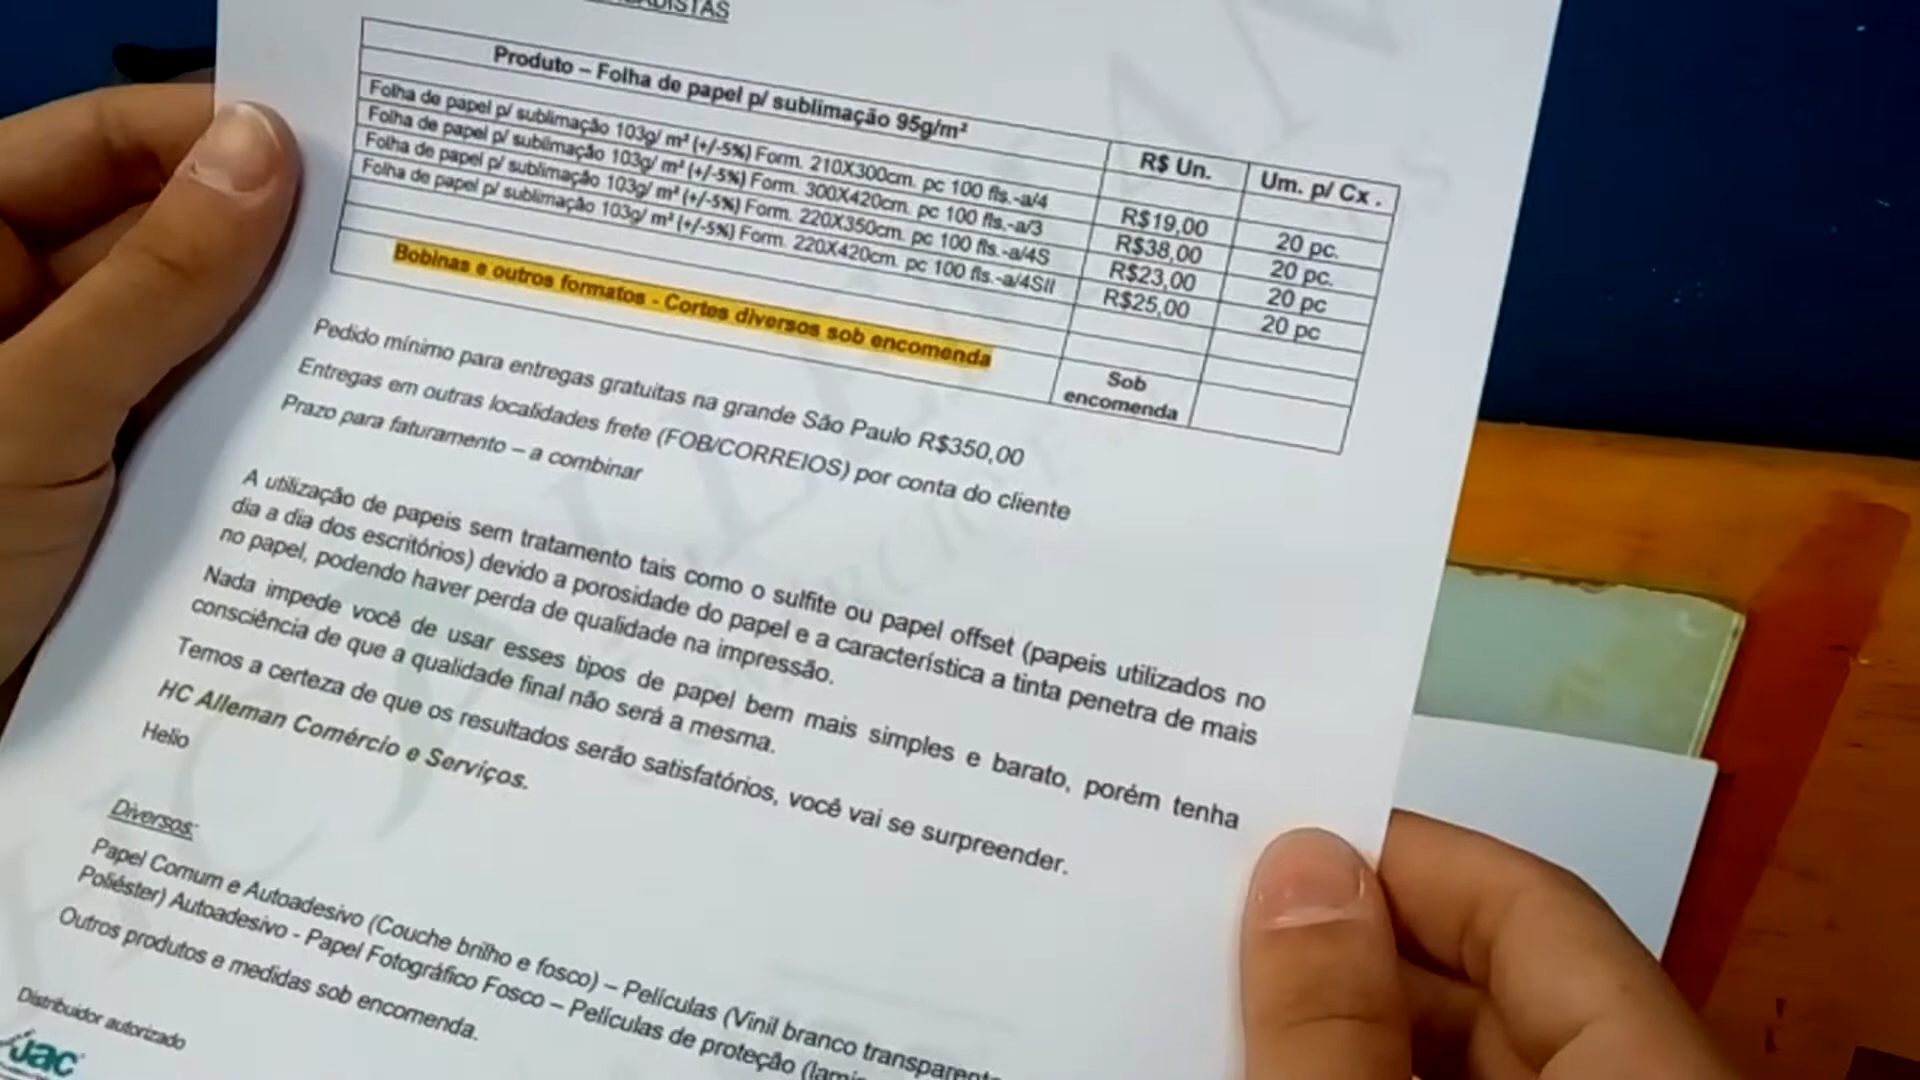 Produto – Folha de papel p/ sublimação 95g/m² R$ Un. Um. p/ Cx .
Folha de papel p/ sublimação 103g/ m² (+/-5%) Form. 210X300cm. pc 100 fls.-a/4 R$19,00 20 pc.
Folha de papel p/ sublimação 103g/ m² (+/-5%) Form. 300X420cm. pc 100 fls.-a/3 R$38,00 20 pc.
Folha de papel p/ sublimação 103g/ m² (+/-5%) Form. 220X350cm. pc 100 fls.-a/4S R$23,00 20 pc
Folha de papel p/ sublimação 103g/ m² (+/-5%) Form. 220X420cm. pc 100 fls.-a/4SII R$25,00 20 pc
Bobinas e outros formatos - Cortes diversos sob encomenda Sob
encomenda
Pedido mínimo para entregas gratuitas na grande São Paulo R$350,00
Entregas em outras localidades frete (FOB/CORREIOS) por conta do cliente
Prazo para faturamento – a combinar
A utilização de papeis sem tratamento tais como o sulfite ou papel offset (papeis utilizados no
dia a dia dos escritórios) devido a porosidade do papel e a característica a tinta penetra de mais
no papel, podendo haver perda de qualidade na impressão.
Nada impede você de usar esses tipos de papel bem mais simples e barato, porém tenha
consciência de que a qualidade final não será a mesma.
Temos a certeza de que os resultados serão satisfatórios, você vai se surpreender.
HC Alleman Comércio e Serviços.
Helio
Diversos:
Papel Comum e Autoadesivo (Couche brilho e fosco) – Películas (Vinil branco transparente
Poliéster) Autoadesivo - Papel Fotográfico Fosco – Películas de proteção
Outros produtos e medidas sob encomenda.
Distribuidor autorizado